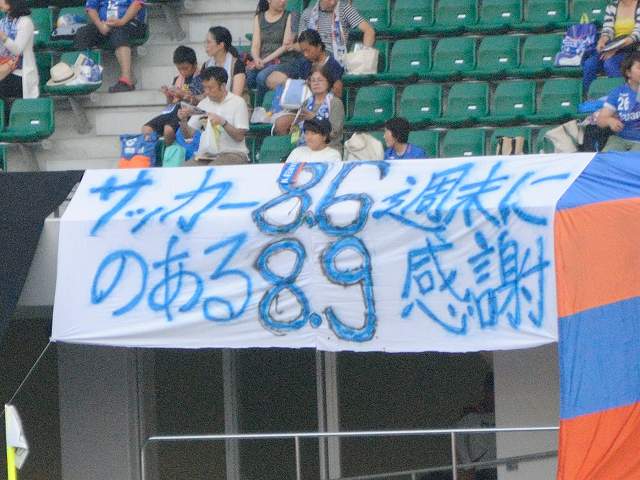 サッカー 8.6 週末に
のある 8.9 感謝